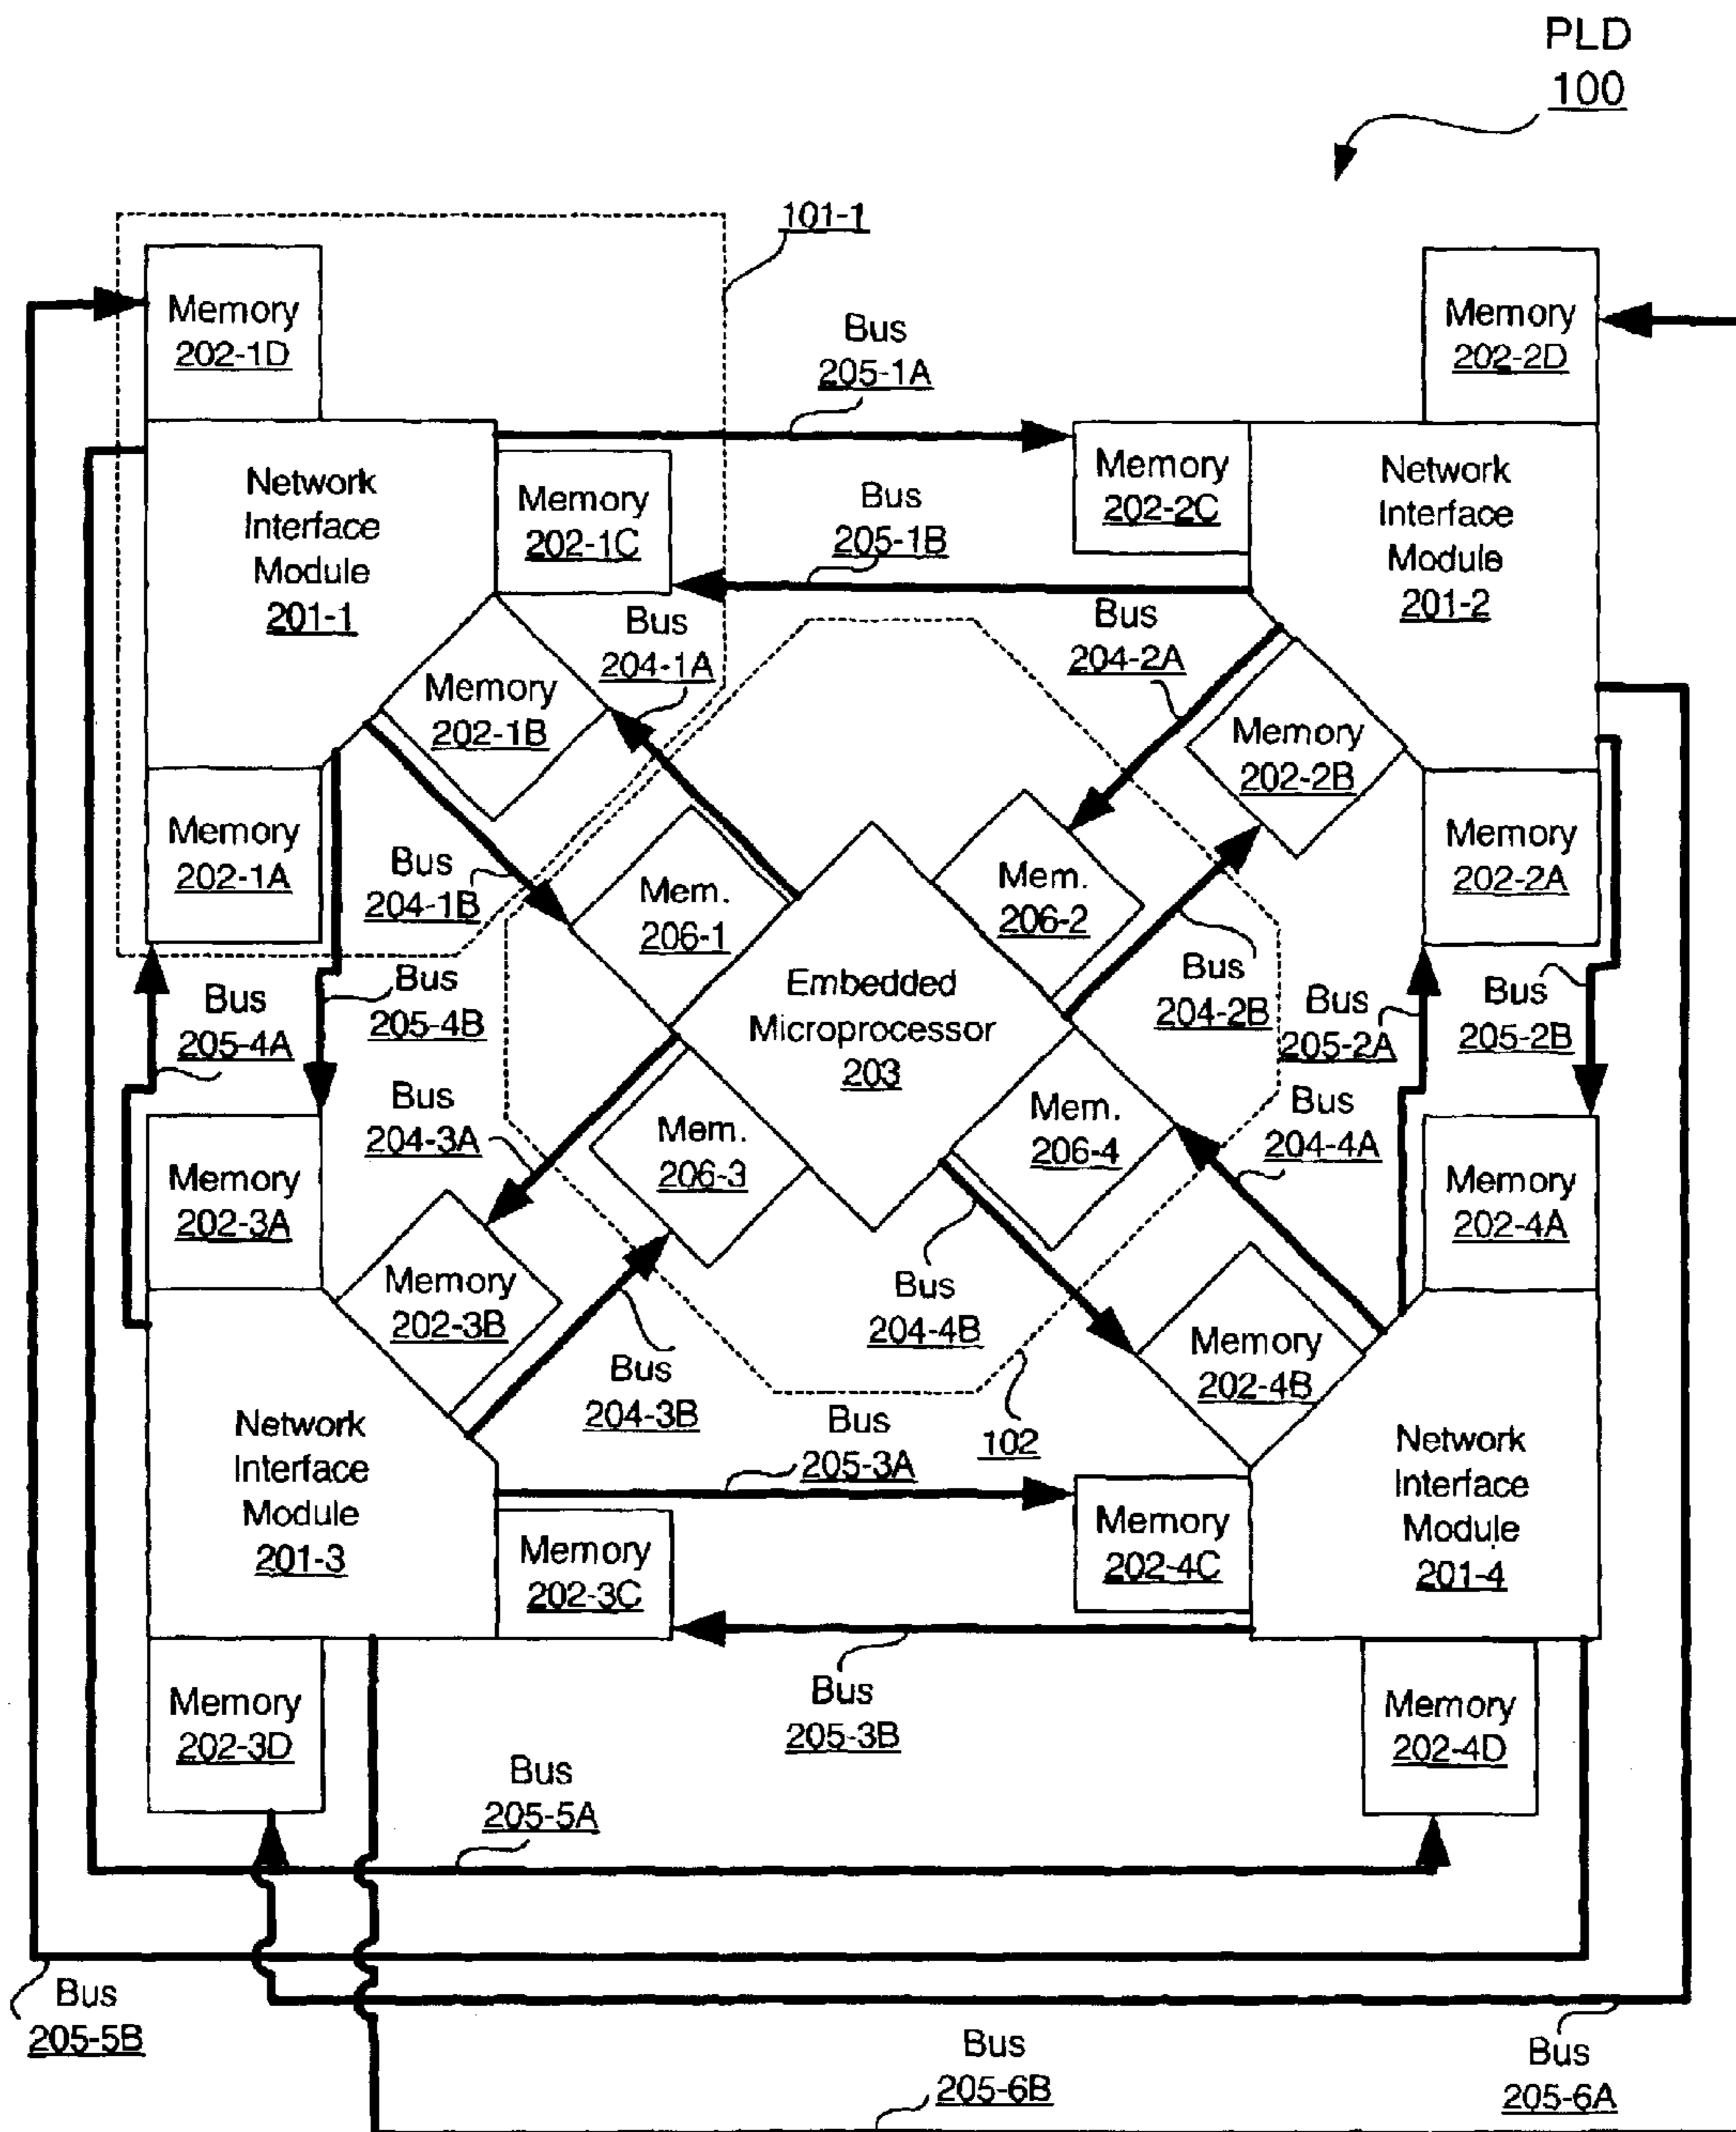 PLD
100
101-1
Memory
202-1D
Bus
205-1A
Memory
202-2D
Network
Interface
Module
201-1
Memory
202-1C
Bus
205-1B
Memory
202-2C
Network
Interface
Module
201-2
Bus
204-1A
Bus
204-2A
Memory
202-1B
Memory
202-2B
Memory
202-1A
Bus
204-1B
Mem.
206-1
Mem.
206-2
Memory
202-2A
Bus
205-4A
Bus
205-4B
Embedded
Microprocessor
203
Bus
204-2B
Bus
205-2A
Bus
205-2B
Bus
204-3A
Mem.
206-3
Mem.
206-4
Bus
204-4A
Memory
202-3A
Memory
202-4A
Memory
202-3B
Bus
204-3B
Bus
204-4B
Memory
202-4B
102
Network
Interface
Module
201-3
Bus
205-3A
Network
Interface
Module
201-4
Memory
202-3C
Memory
202-4C
Bus
205-3B
Memory
202-3D
Memory
202-4D
Bus
205-5A
Bus
205-5B
Bus
205-6B
Bus
205-6A